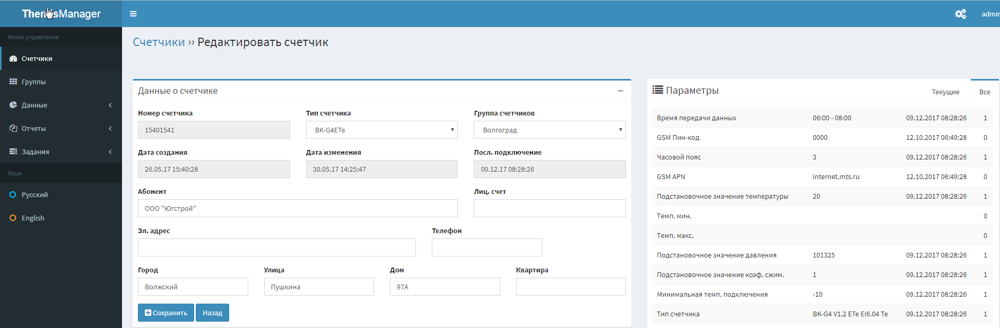 ThemisManager
admin
Меню управления
Счетчики
Группы
Данные
Отчеты
Задания
Язык
Русский
English
Счетчики ›› Редактировать счетчик
Данные о счетчике
Номер счетчика Тип счетчика Группа счетчиков
15401541 BK-G4ETe Волгоград
Дата создания Дата изменения Посл. подключение
26.05.17 15:40:28 30.05.17 14:25:47 09.12.17 08:28:26
Абонент Лиц. счет
ООО "Югстрой"
Эл. адрес Телефон
Город Улица Дом Квартира
Волжский Пушкина 97А
Сохранить Назад
Параметры Текущие Все
Время передачи данных 06:00 - 08:00 09.12.2017 08:28:26 1
GSM Пин-код 0000 12.10.2017 06:49:28 0
Часовой пояс 3 09.12.2017 08:28:26 1
GSM APN internet.mts.ru 12.10.2017 06:49:28 0
Подстановочное значение температуры 20 09.12.2017 08:28:26 1
Темп. мин. 0
Темп. макс. 0
Подстановочное значение давления 101325 09.12.2017 08:28:26 1
Подстановочное значение коэф. сжим. 1 09.12.2017 08:28:26 1
Минимальная темп. подключения -10 09.12.2017 08:28:26 1
Тип счетчика BK-G4 V1.2 ETe EI6.04 Te 09.12.2017 08:28:26 1